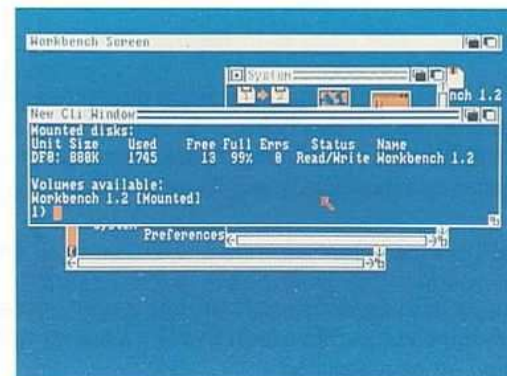 Workbench Screen
System
nch 1.2
New Cli Window
Mounted disks:
Unit Size Used Free Full Errs Status Name
DF0: 880K 1745 13 99% 0 Read/Write Workbench 1.2
Volumes available:
Workbench 1.2 [Mounted]
1>
System
Preferences